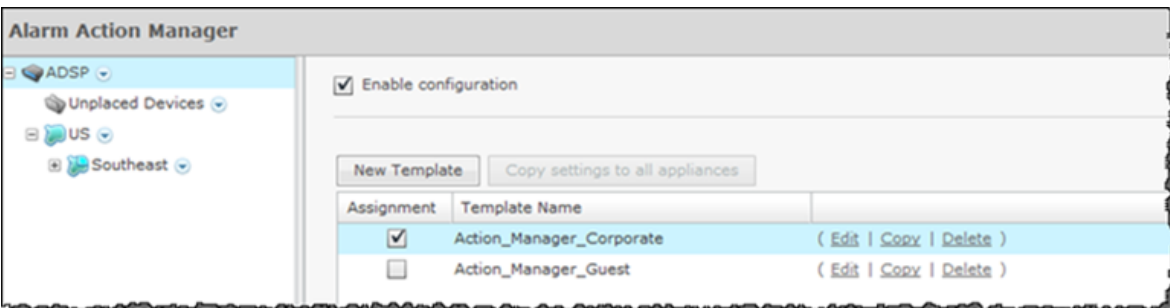 Alarm Action Manager
ADSP
Unplaced Devices
US
Southeast
Enable configuration
New Template
Copy settings to all appliances
Assignment Template Name
Action_Manager_Corporate ( Edit | Copy | Delete )
Action_Manager_Guest ( Edit | Copy | Delete )